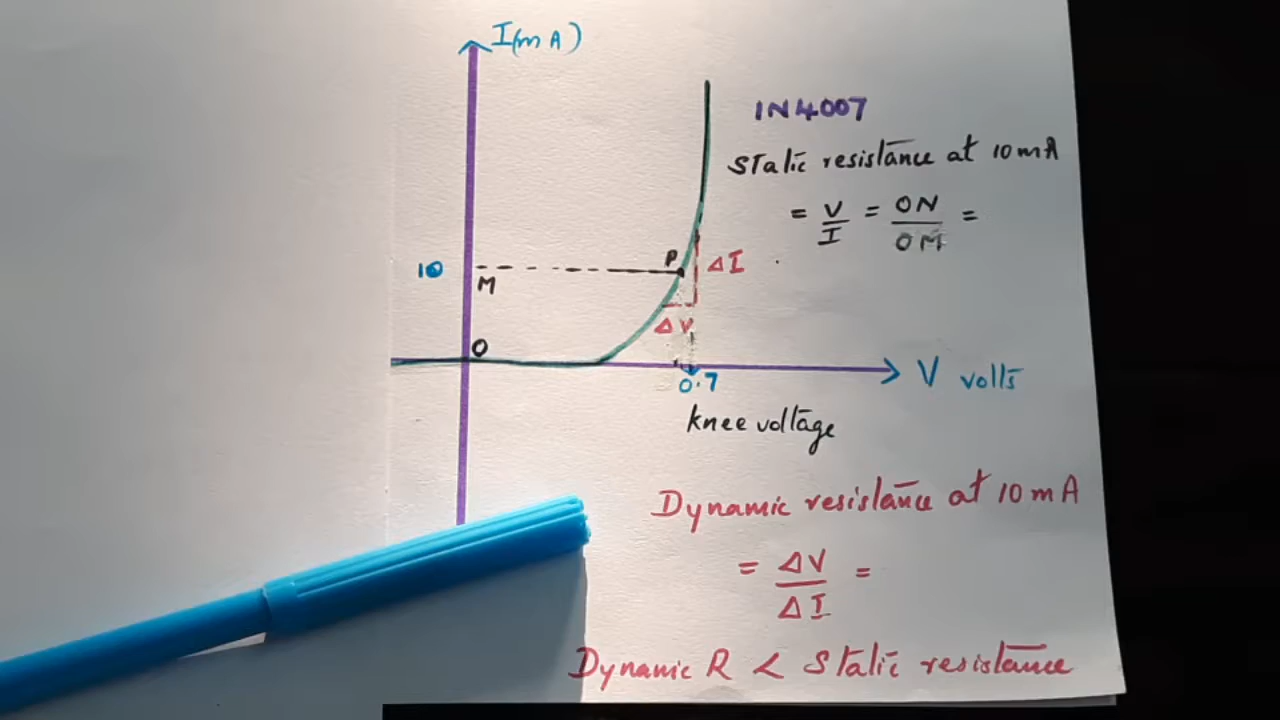 I(mA)
1N4007
Static resistance at 10mA
= V/I = ON/OM =
10
M
P
ΔI
ΔV
O
0.7
V volts
knee voltage
Dynamic resistance at 10mA
= ΔV/ΔI =
Dynamic R < Static resistance